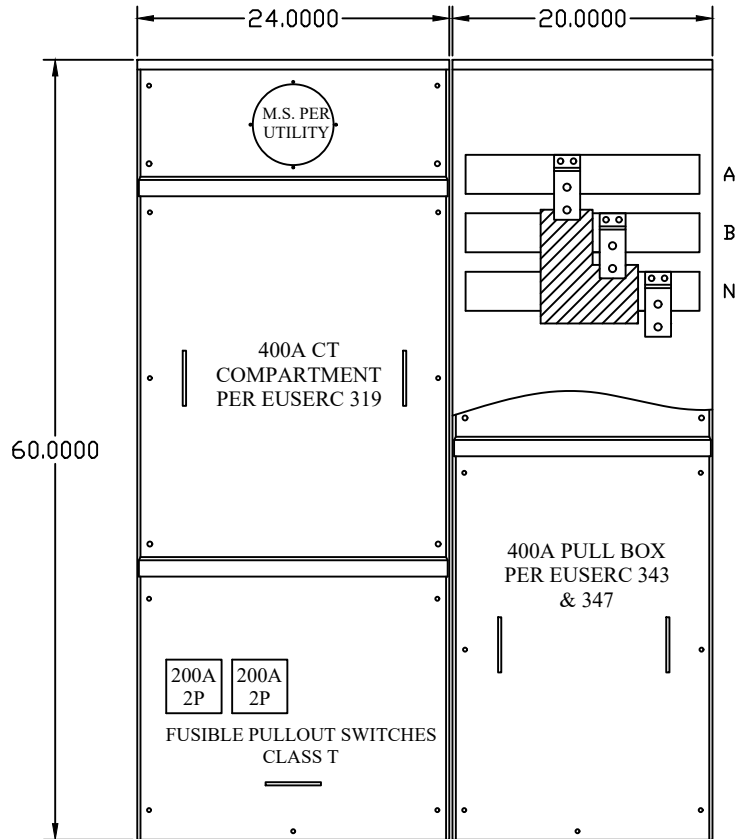 24.0000
20.0000
60.0000
M.S. PER
UTILITY
A
B
N
400A CT
COMPARTMENT
PER EUSERC 319
400A PULL BOX
PER EUSERC 343
& 347
200A
2P
200A
2P
FUSIBLE PULLOUT SWITCHES
CLASS T